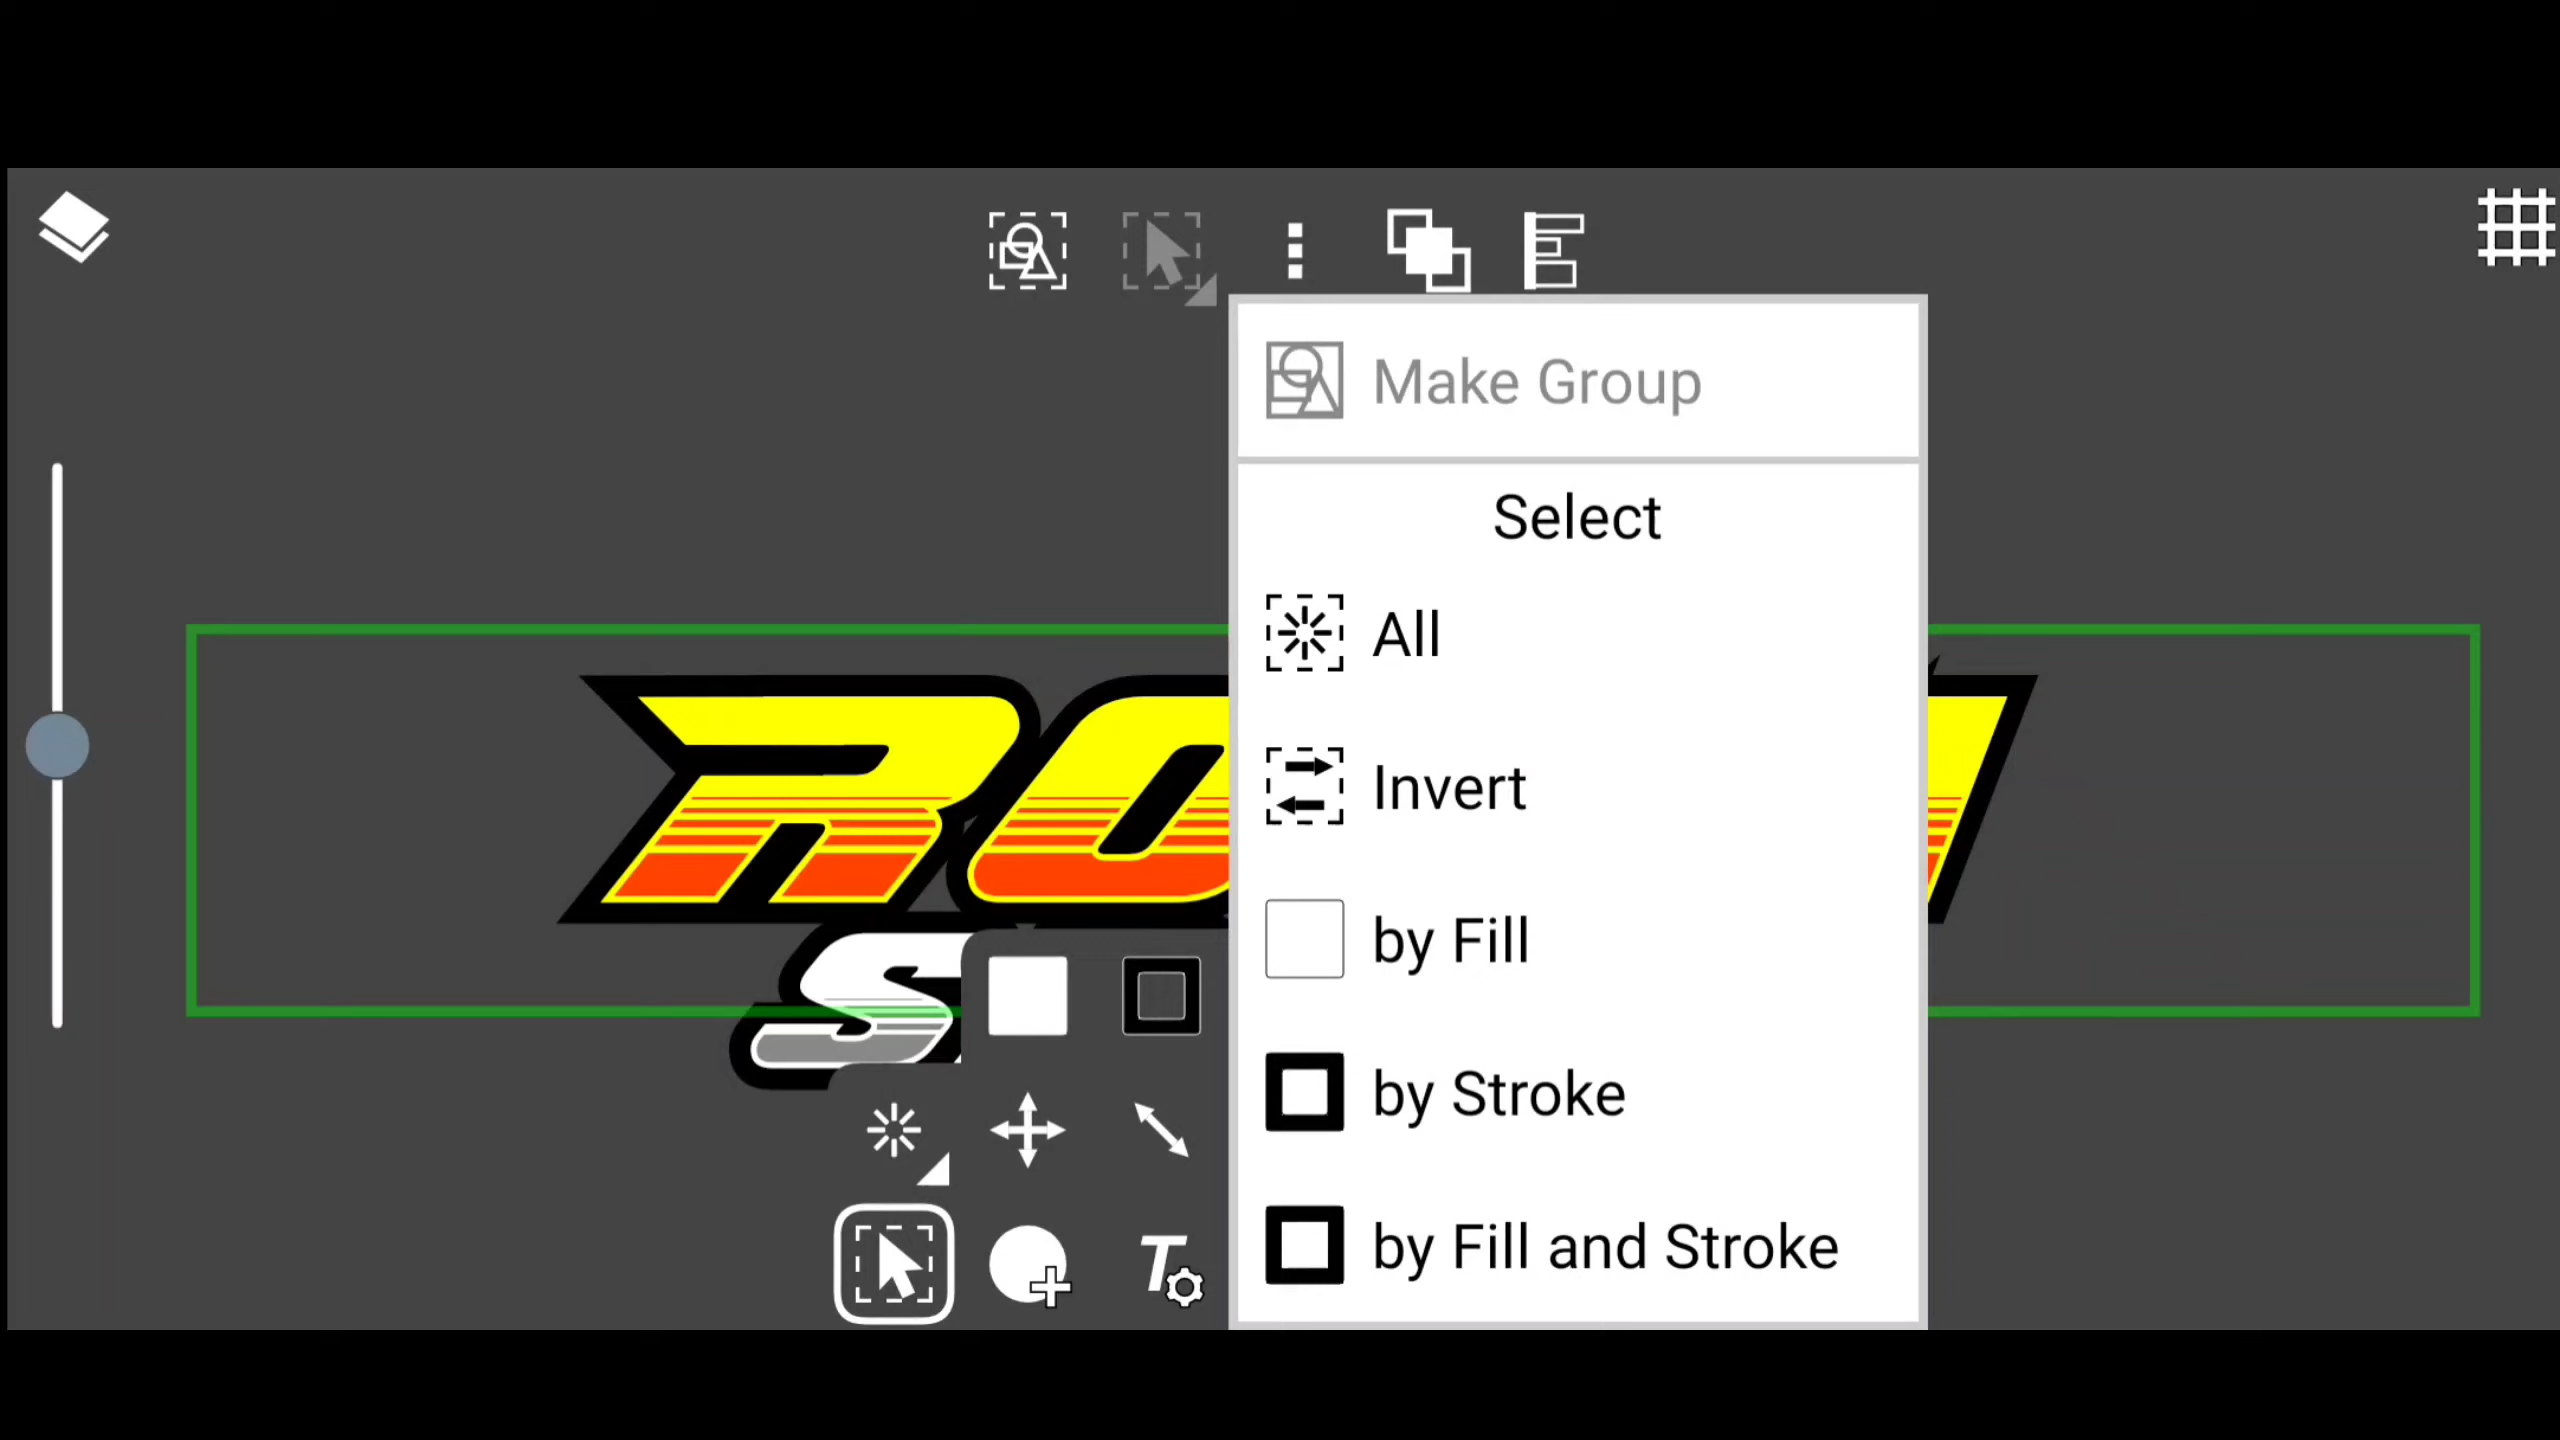 Make Group
Select
All
Invert
by Fill
by Stroke
by Fill and Stroke